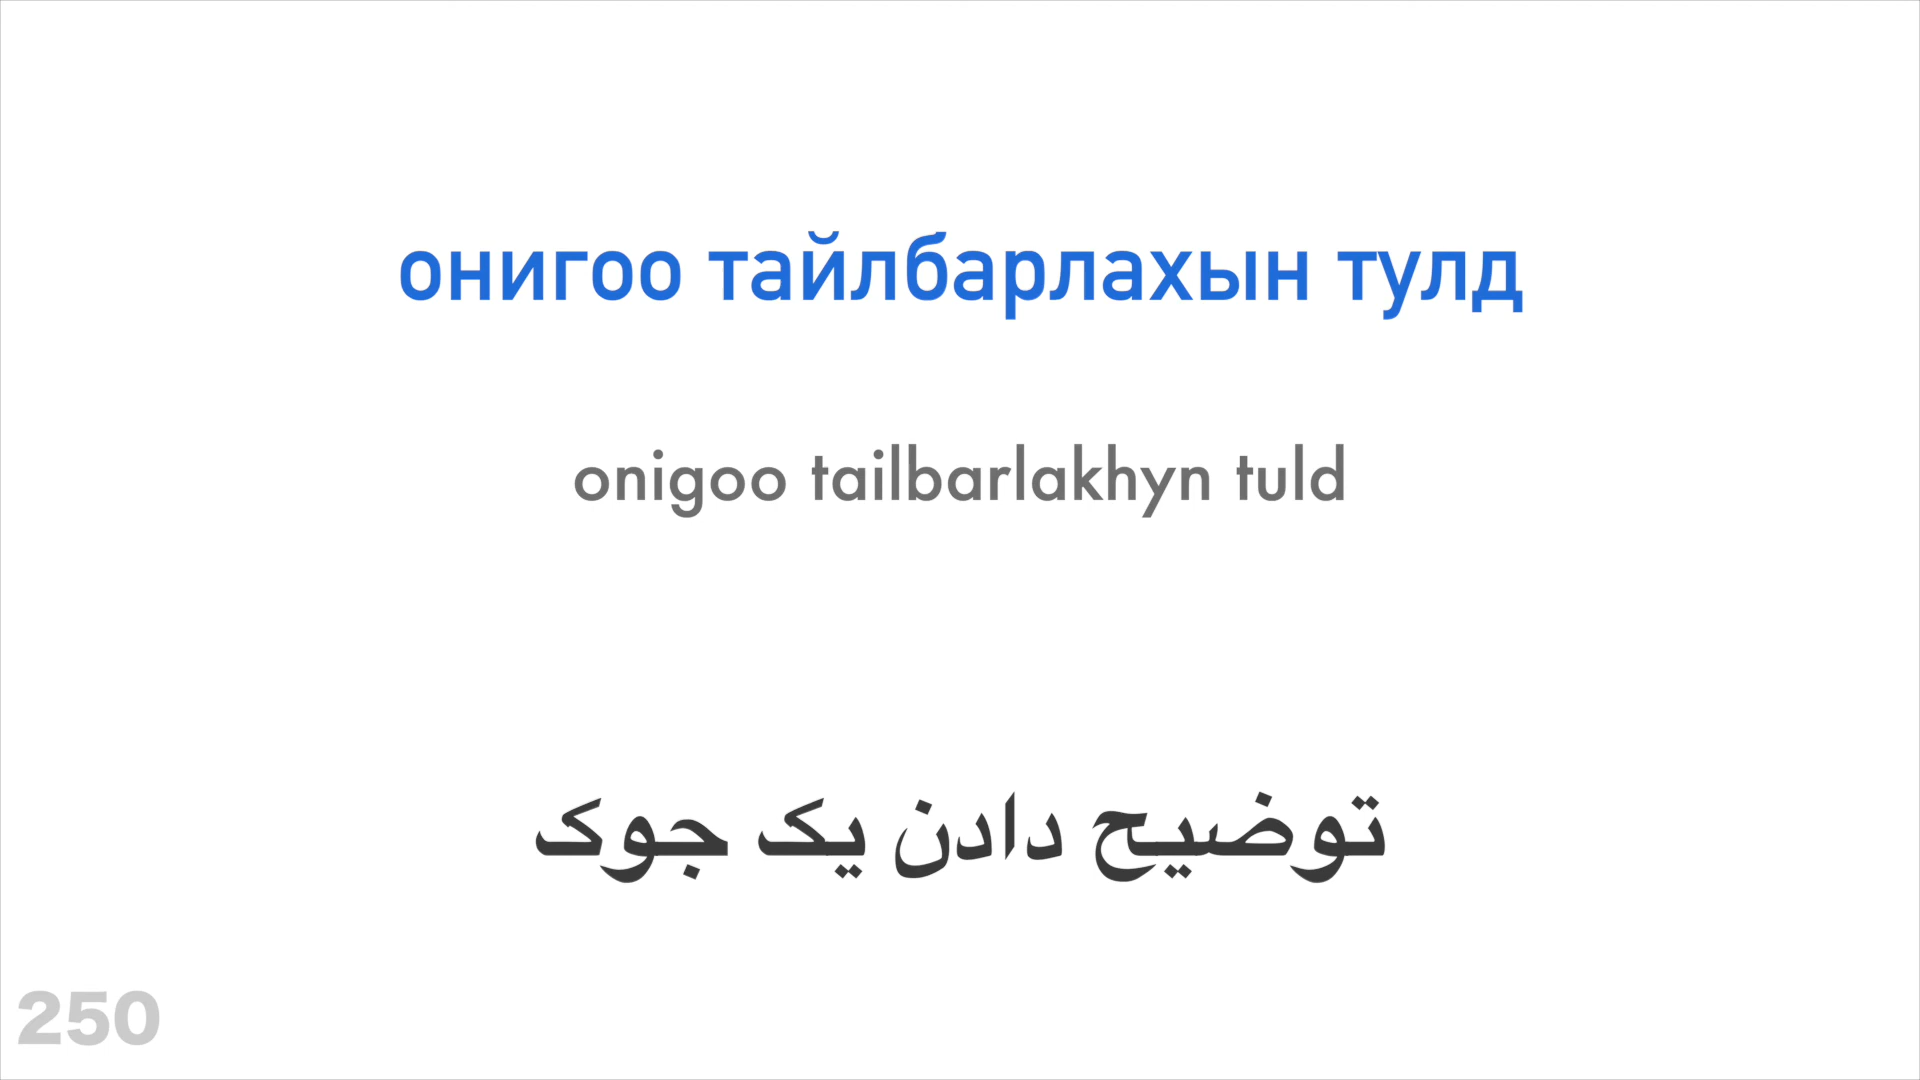 онигоо тайлбарлахын тулд
onigoo tailbarlakhyn tuld
توضیح دادن یک جوک
250